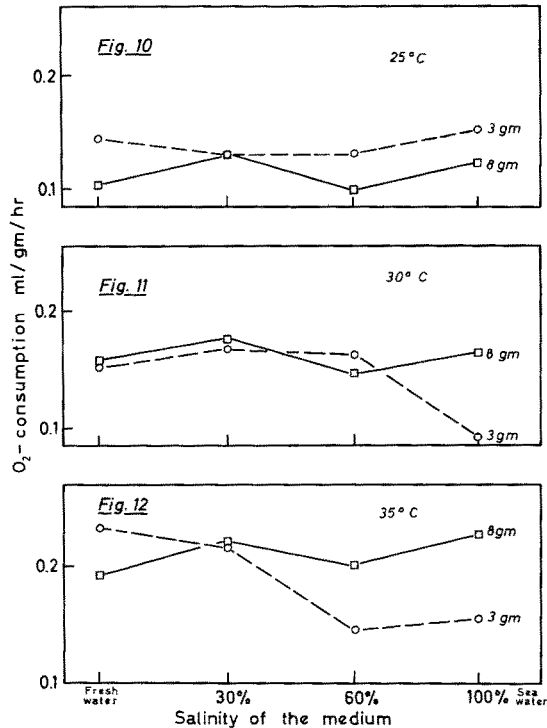 Fig. 10
25°C
0.2
3 gm
8 gm
0.1
Fig. 11
30°C
0.2
8 gm
0.1
3 gm
O2-consumption ml/gm/hr
Fig. 12
35°C
8 gm
0.2
3 gm
0.1
Fresh water 30% 60% 100% Sea water
Salinity of the medium